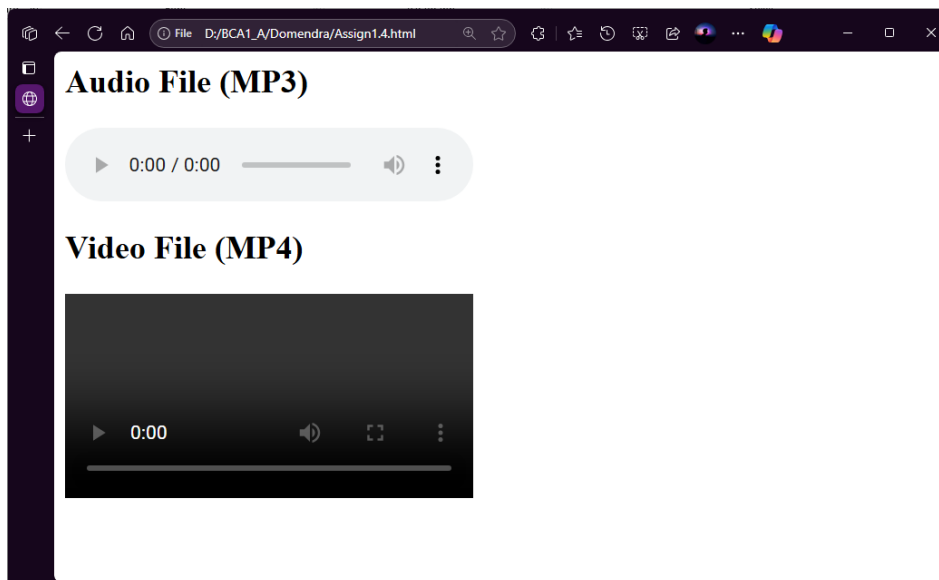 File D:/BCA1_A/Domendra/Assign1.4.html
Audio File (MP3)
0:00 / 0:00
Video File (MP4)
0:00